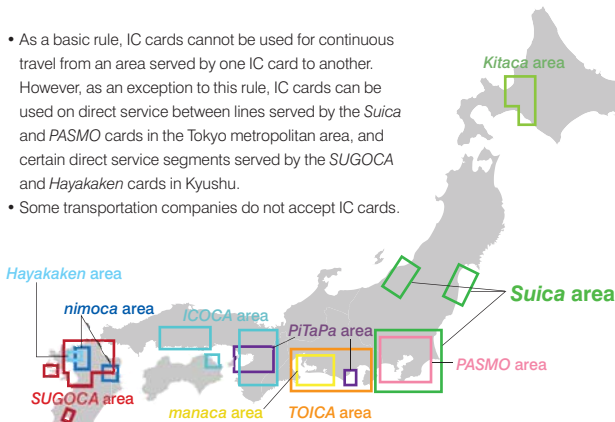 • As a basic rule, IC cards cannot be used for continuous
travel from an area served by one IC card to another.
However, as an exception to this rule, IC cards can be
used on direct service between lines served by the Suica
and PASMO cards in the Tokyo metropolitan area, and
certain direct service segments served by the SUGOCA
and Hayakaken cards in Kyushu.
• Some transportation companies do not accept IC cards.
Kitaca area
Hayakaken area
nimoca area
ICOCA area
PiTaPa area
Suica area
PASMO area
SUGOCA area
manaca area
TOICA area